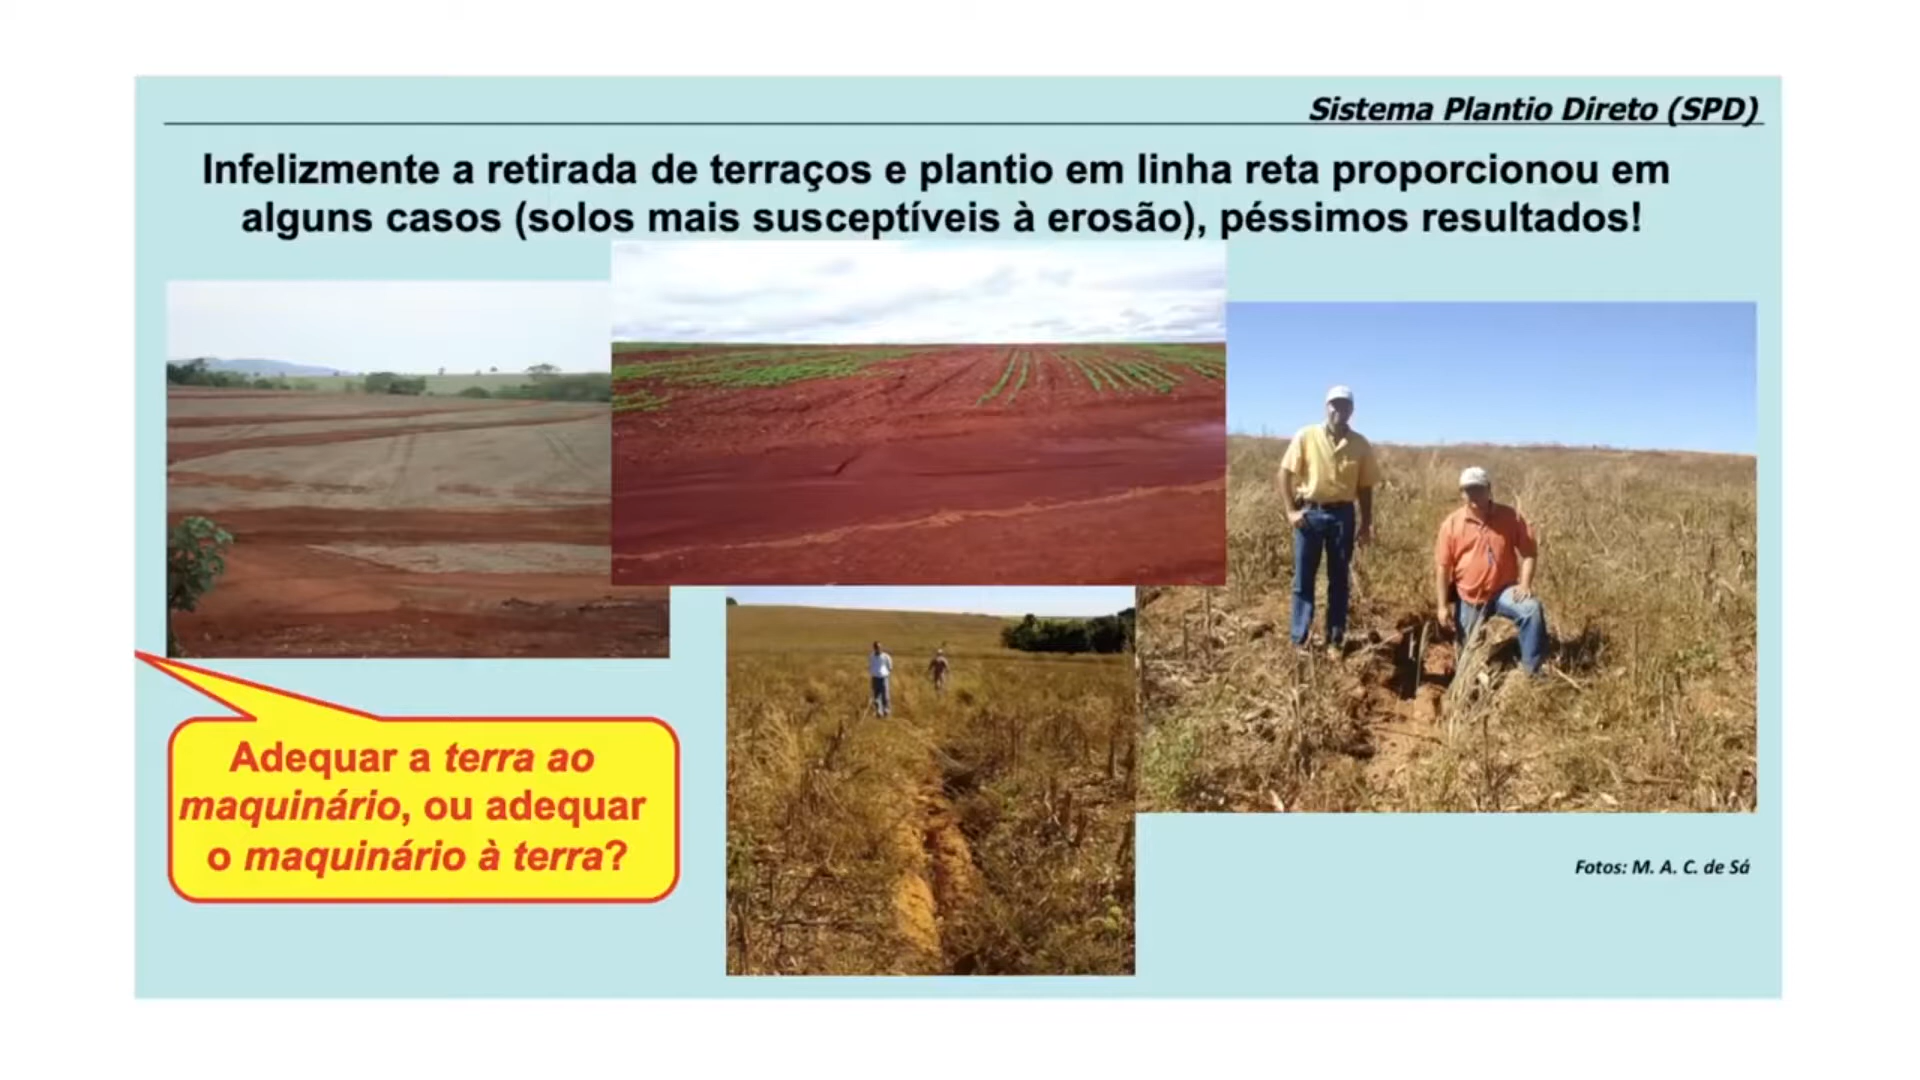 Sistema Plantio Direto (SPD)
Infelizmente a retirada de terraços e plantio em linha reta proporcionou em
alguns casos (solos mais susceptíveis à erosão), péssimos resultados!
Adequar a terra ao
maquinário, ou adequar
o maquinário à terra?
Fotos: M. A. C. de Sá